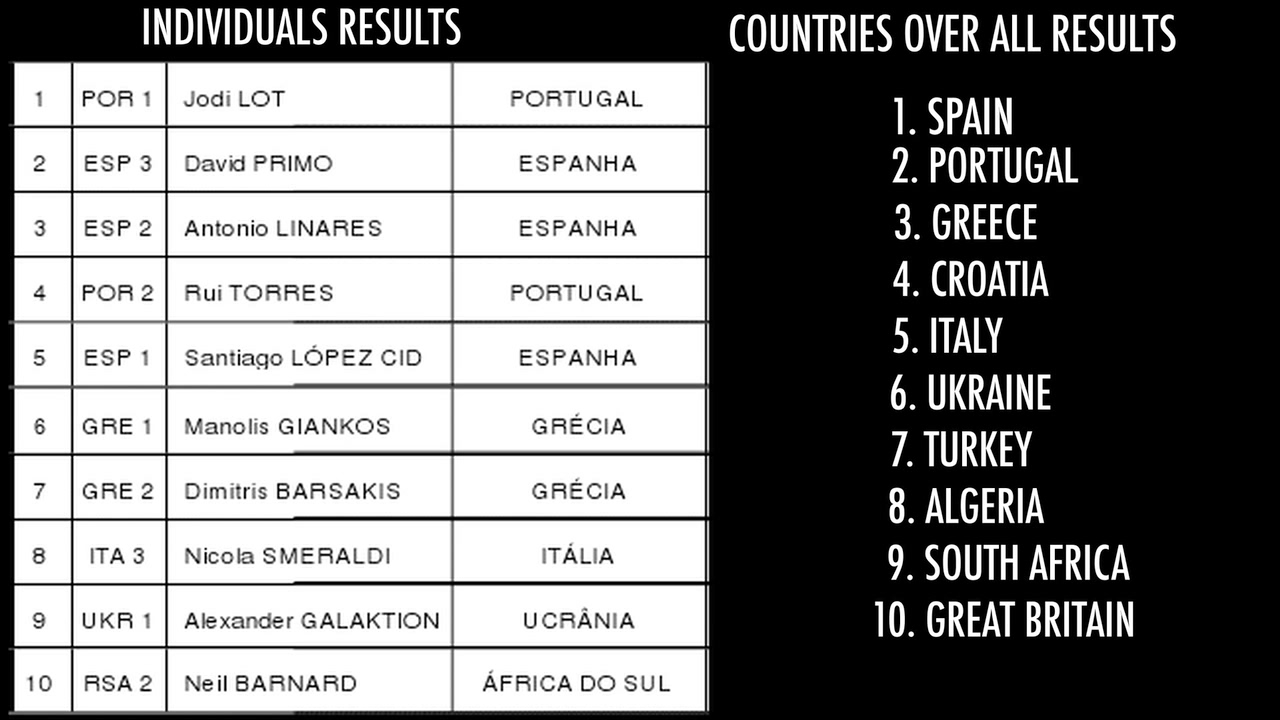 INDIVIDUALS RESULTS
1 POR 1 Jodi LOT PORTUGAL
2 ESP 3 David PRIMO ESPANHA
3 ESP 2 Antonio LINARES ESPANHA
4 POR 2 Rui TORRES PORTUGAL
5 ESP 1 Santiago LÓPEZ CID ESPANHA
6 GRE 1 Manolis GIANKOS GRÉCIA
7 GRE 2 Dimitris BARSAKIS GRÉCIA
8 ITA 3 Nicola SMERALDI ITÁLIA
9 UKR 1 Alexander GALAKTION UCRÂNIA
10 RSA 2 Neil BARNARD ÁFRICA DO SUL
COUNTRIES OVER ALL RESULTS
1. SPAIN
2. PORTUGAL
3. GREECE
4. CROATIA
5. ITALY
6. UKRAINE
7. TURKEY
8. ALGERIA
9. SOUTH AFRICA
10. GREAT BRITAIN